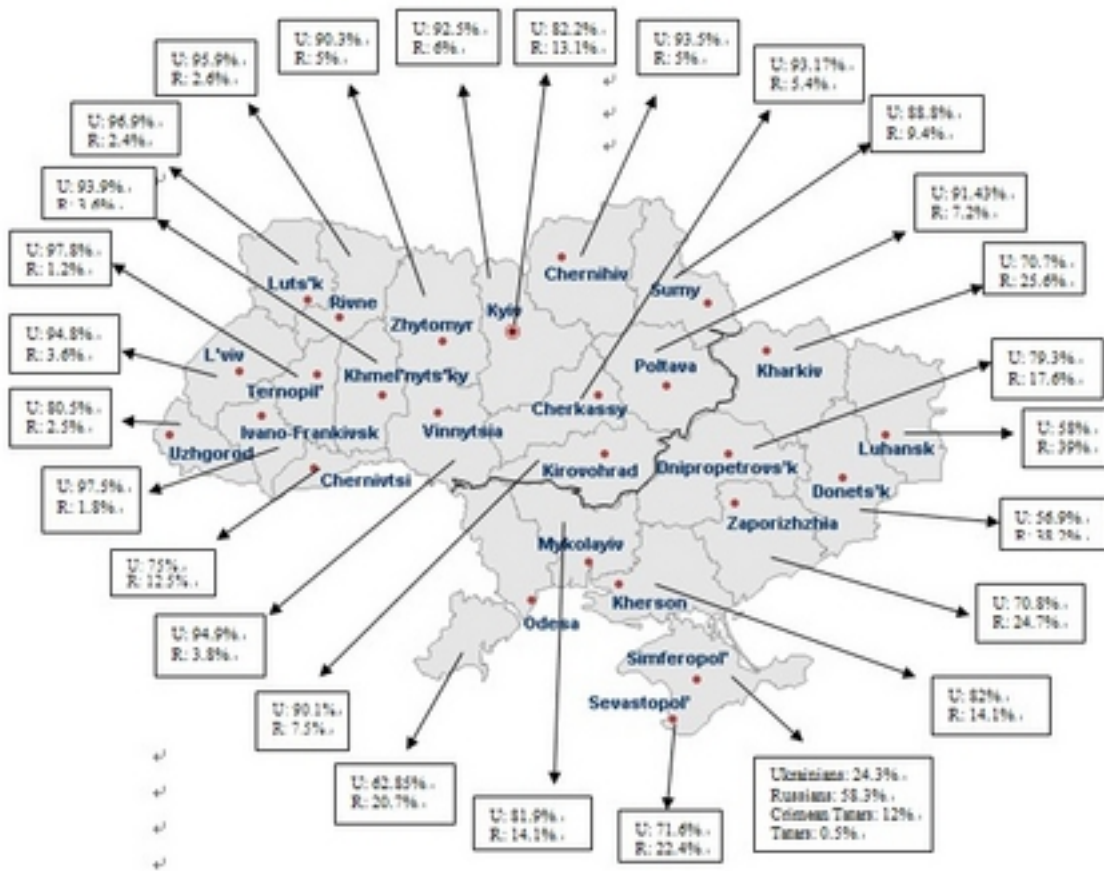 U: 90.3%
R: 5%
U: 92.5%
R: 6%
U: 82.2%
R: 13.1%
U: 93.5%
R: 5%
U: 95.9%
R: 2.6%
U: 93.17%
R: 5.4%
U: 96.9%
R: 2.4%
U: 88.8%
R: 9.4%
U: 93.9%
R: 3.6%
U: 91.43%
R: 7.2%
U: 97.8%
R: 1.2%
U: 70.7%
R: 25.6%
U: 94.8%
R: 3.6%
U: 79.3%
R: 17.6%
U: 80.5%
R: 2.5%
U: 58%
R: 39%
U: 97.5%
R: 1.8%
U: 56.9%
R: 38.2%
U: 75%
R: 12.5%
U: 70.8%
R: 24.7%
U: 94.9%
R: 3.8%
U: 82%
R: 14.1%
U: 90.1%
R: 7.5%
U: 62.85%
R: 20.7%
U: 81.9%
R: 14.1%
U: 71.6%
R: 22.4%
Ukrainians: 24.3%
Russians: 58.3%
Crimean Tatars: 12%
Tatars: 0.5%
Chernihiv
Luts'k
Rivne
Kyiv
Sumy
Zhytomyr
L'viv
Khmel'nyts'ky
Poltava
Kharkiv
Ternopil'
Cherkassy
Ivano-Frankivsk
Vinnytsia
Uzhgorod
Luhansk
Chernivtsi
Kirovohrad
Dnipropetrovs'k
Donets'k
Zaporizhzhia
Mykolayiv
Kherson
Odesa
Simferopol'
Sevastopol'